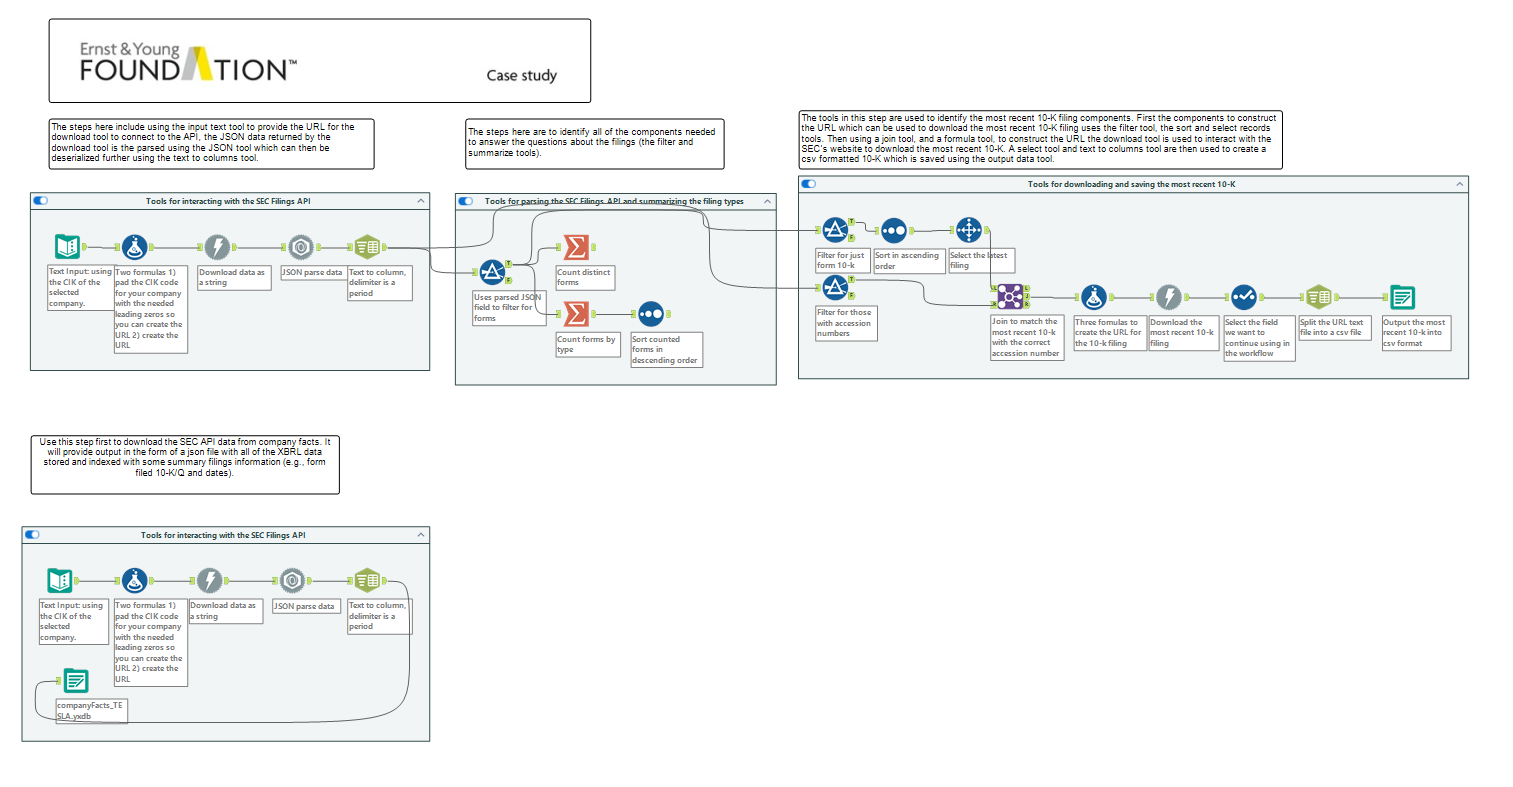 Ernst & Young
FOUNDATION™
Case study
The steps here include using the input text tool to provide the URL for the
download tool to connect to the API, the JSON data returned by the
download tool is the parsed using the JSON tool which can then be
deserialized further using the text to columns tool.
The steps here are to identify all of the components needed
to answer the questions about the filings (the filter and
summarize tools).
The tools in this step are used to identify the most recent 10-K filing components. First the components to construct
the URL which can be used to download the most recent 10-K filing uses the filter tool, the sort and select records
tools. Then using a join tool, and a formula tool, to construct the URL the download tool is used to interact with the
SEC's website to download the most recent 10-K. A select tool and text to columns tool are then used to create a
csv formatted 10-K which is saved using the output data tool.
Tools for interacting with the SEC Filings API
Text Input: using
the CIK of the
selected
company.
Two formulas 1)
pad the CIK code
for your company
with the needed
leading zeros so
you can create the
URL 2) create the
URL
Download data as
a string
JSON parse data
Text to column,
delimiter is a
period
Tools for parsing the SEC Filings API and summarizing the filing types
T
F
Uses parsed JSON
field to filter for
forms
Count distinct
forms
Count forms by
type
Sort counted
forms in
descending order
Tools for downloading and saving the most recent 10-K
T
F
Filter for just
form 10-k
Sort in ascending
order
Select the latest
filing
T
F
Filter for those
with accession
numbers
L
R
L
J
R
Join to match the
most recent 10-k
with the correct
accession number
Three formulas to
create the URL for
the 10-k filing
Download the
most recent 10-k
filing
Select the field
we want to
continue using in
the workflow
Split the URL text
file into a csv file
Output the most
recent 10-k into
csv format
Use this step first to download the SEC API data from company facts. It
will provide output in the form of a json file with all of the XBRL data
stored and indexed with some summary filings information (e.g., form
filed 10-K/Q and dates).
Tools for interacting with the SEC Filings API
Text Input: using
the CIK of the
selected
company.
Two formulas 1)
pad the CIK code
for your company
with the needed
leading zeros so
you can create the
URL 2) create the
URL
Download data as
a string
JSON parse data
Text to column,
delimiter is a
period
companyFacts_TE
SLA.yxdb